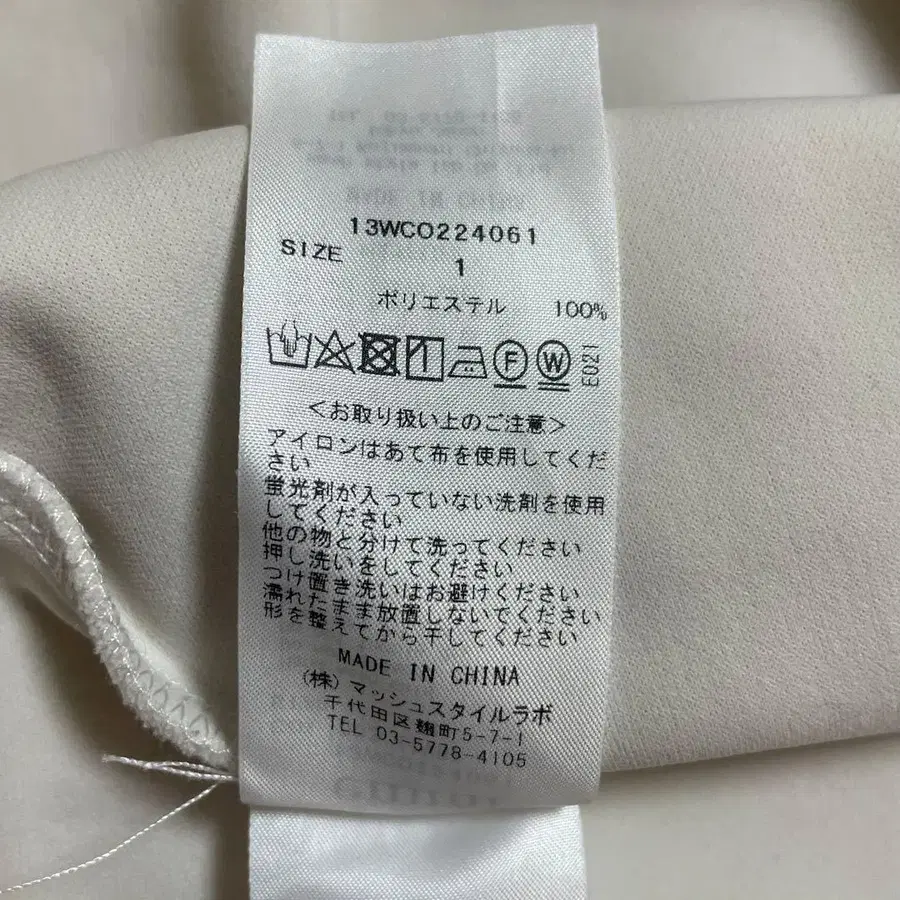 13WCO224061
SIZE 1
ポリエステル 100%
F W E021
<お取り扱い上のご注意>
アイロンはあて布を使用してくだ
さい
蛍光剤が入っていない洗剤を使用
してください
他の物と分けて洗ってください
押し洗いをしてください
つけ置き洗いはお避けください
濡れたまま放置しないでください
形を整えてから干してください
MADE IN CHINA
(株)マッシュスタイルラボ
千代田区麹町5-7-1
TEL 03-5778-4105